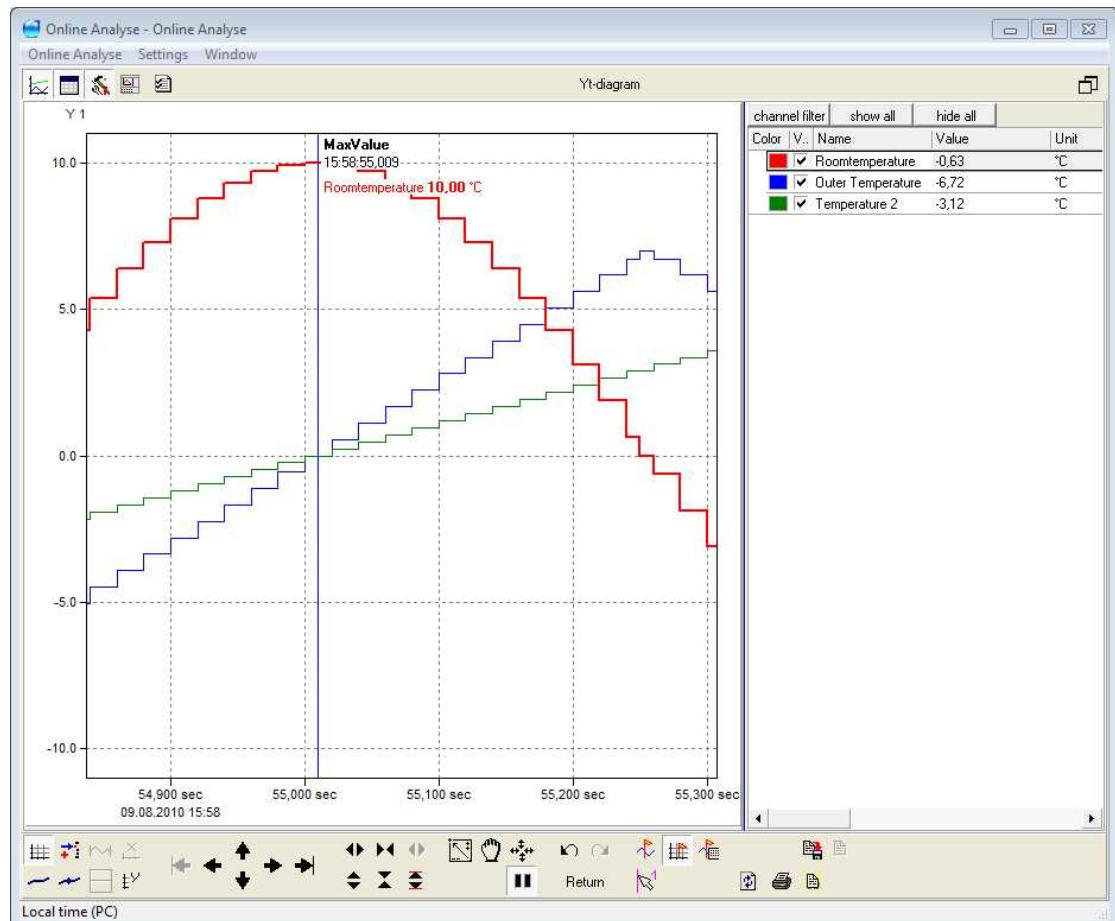 Online Analyse - Online Analyse
Online Analyse Settings Window
Yt-diagram
Y 1
channel filter show all hide all
Color V.. Name Value Unit
Roomtemperature -0,63 °C
Outer Temperature -6,72 °C
Temperature 2 -3,12 °C
MaxValue
15:58:55,009
Roomtemperature 10,00 °C
10.0
5.0
0.0
-5.0
-10.0
54,900 sec 55,000 sec 55,100 sec 55,200 sec 55,300 sec
09.08.2010 15:58
Return
Local time (PC)